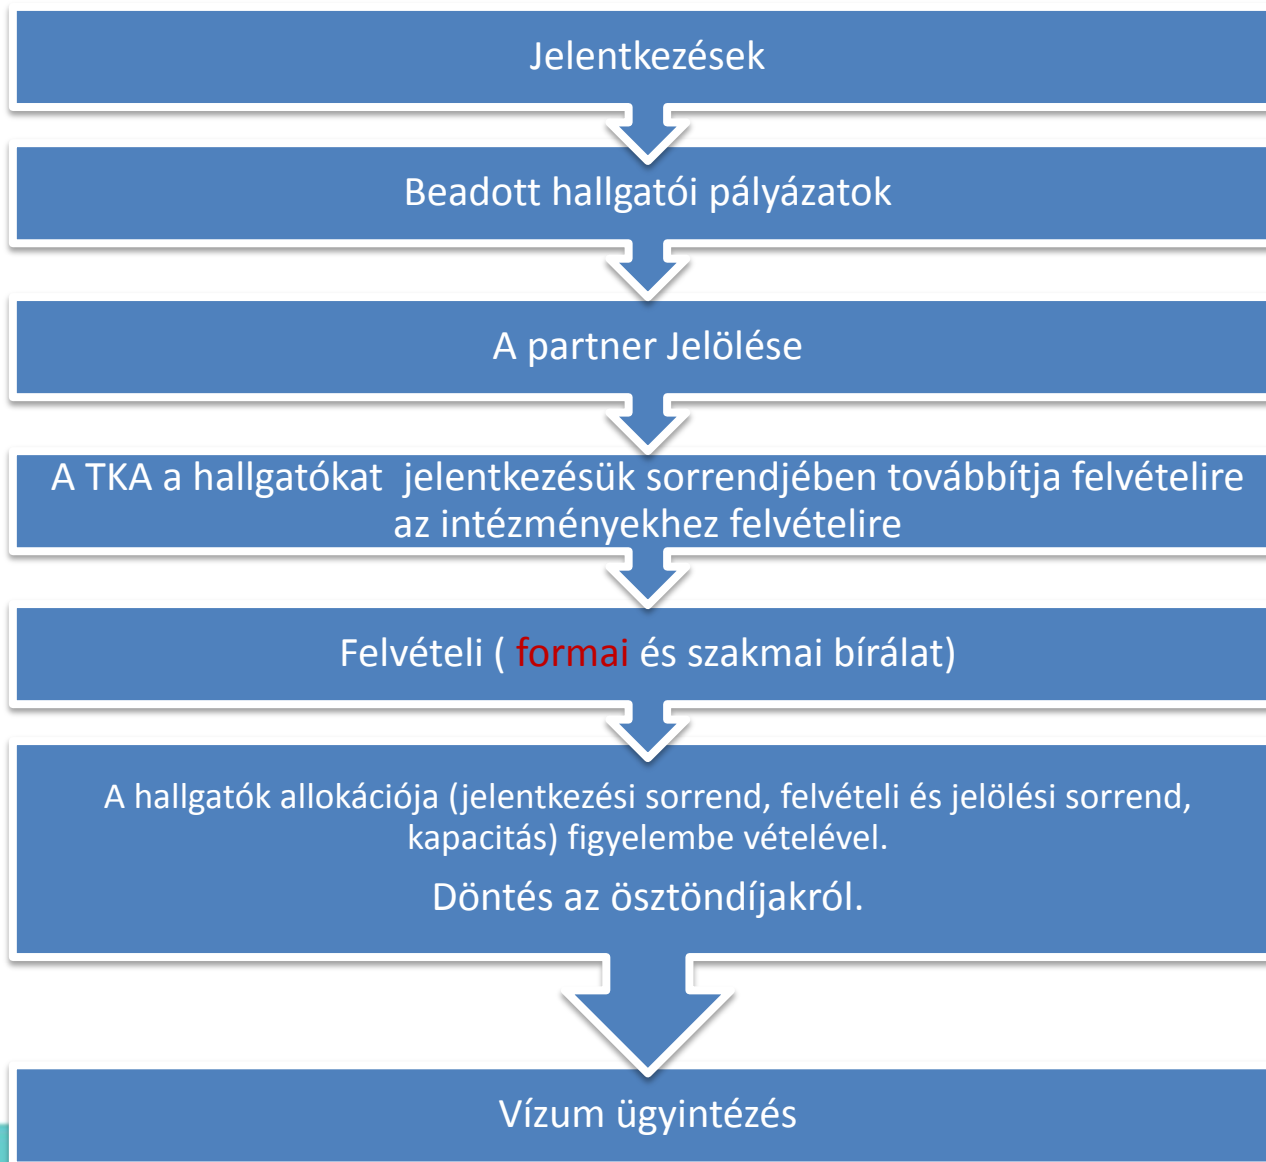 Jelentkezések
Beadott hallgatói pályázatok
A partner Jelölése
A TKA a hallgatókat  jelentkezésük sorrendjében továbbítja felvételire
az intézményekhez felvételire
Felvételi ( formai és szakmai bírálat)
A hallgatók allokációja (jelentkezési sorrend, felvételi és jelölési sorrend,
kapacitás) figyelembe vételével.
Döntés az ösztöndíjakról.
Vízum ügyintézés